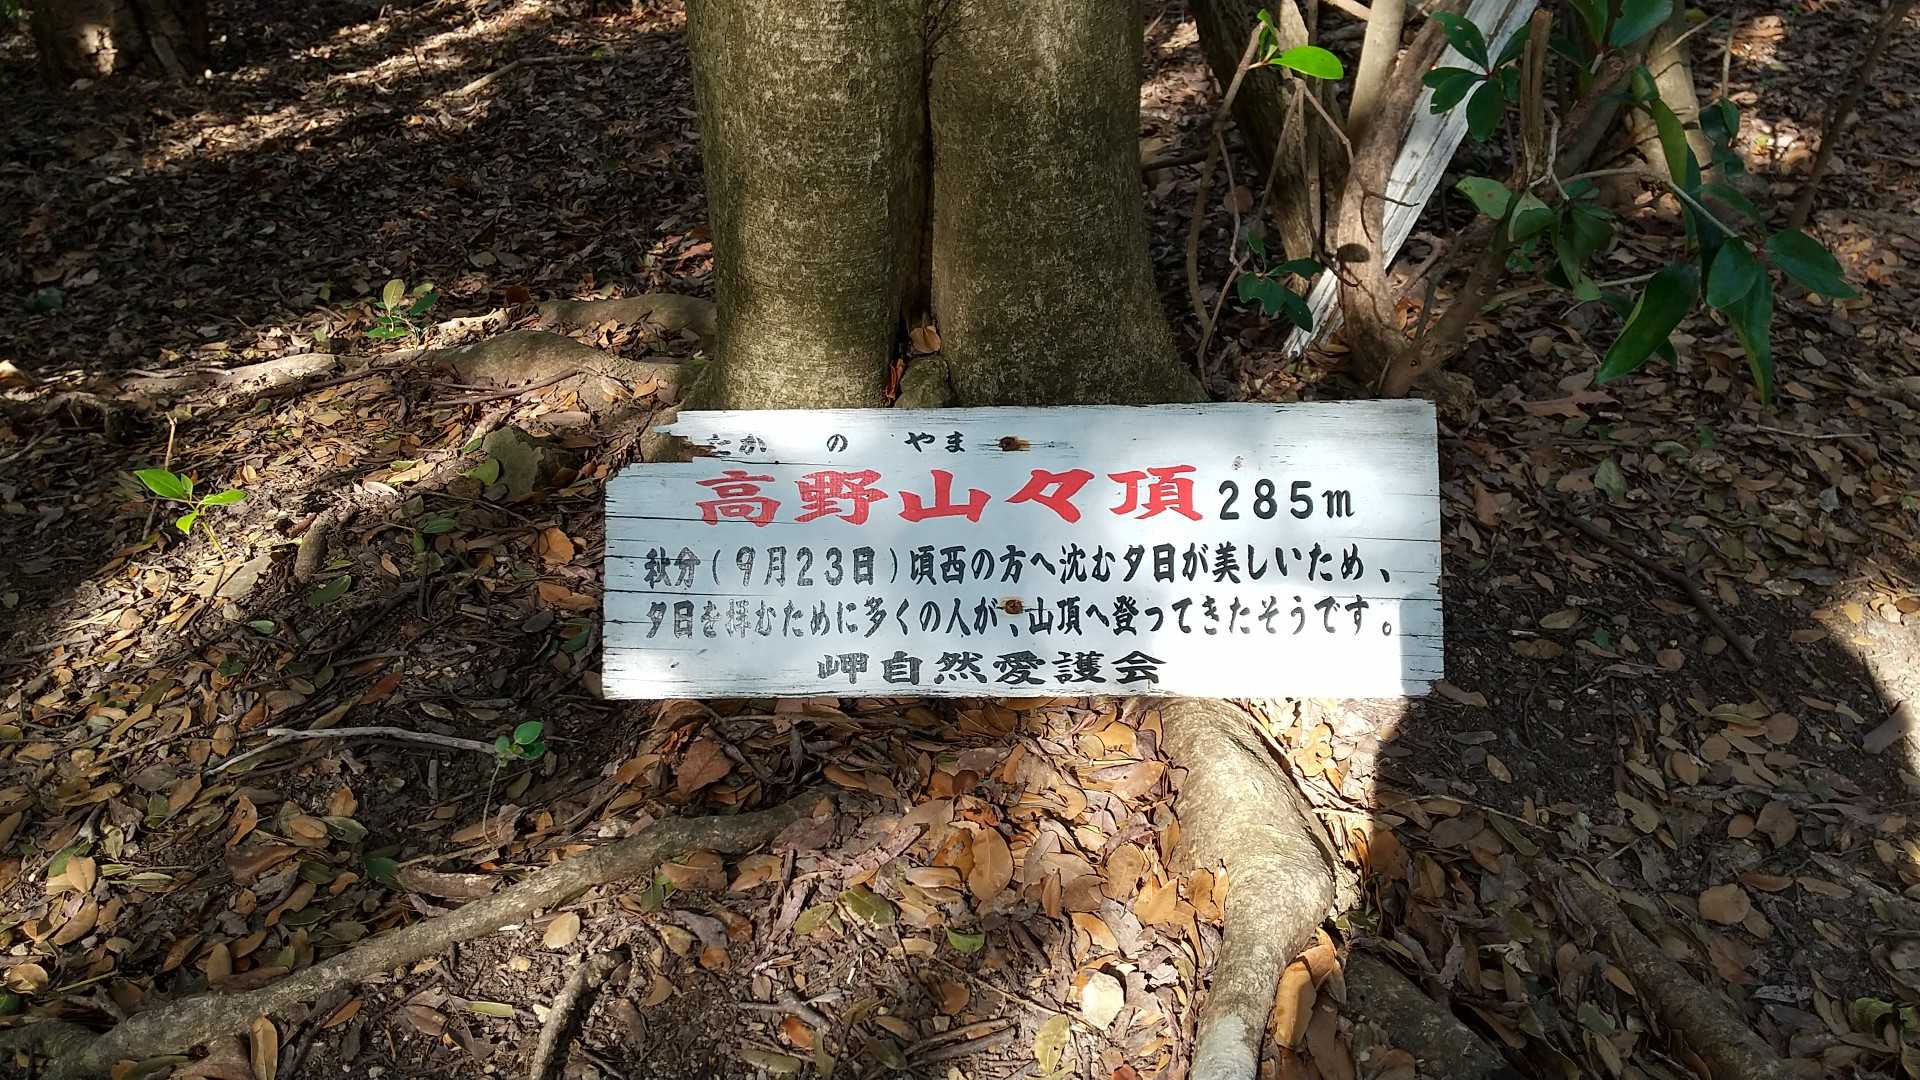 たか の やま
高野山々頂 285m
秋分(9月23日)頃西の方へ沈む夕日が美しいため、
夕日を拝むために多くの人が、山頂へ登ってきたそうです。
岬自然愛護会